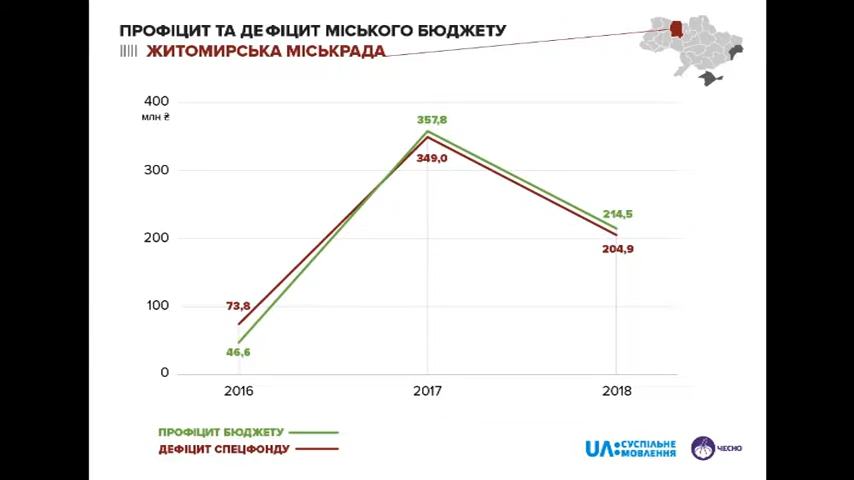 ПРОФІЦИТ ТА ДЕФІЦИТ МІСЬКОГО БЮДЖЕТУ
ЖИТОМИРСЬКА МІСЬКРАДА
400
млн ₴
357,8
349,0
300
214,5
200
204,9
73,8
100
46,6
0
2016 2017 2018
ПРОФІЦИТ БЮДЖЕТУ
ДЕФІЦИТ СПЕЦФОНДУ
UA: СУСПІЛЬНЕ
МОВЛЕННЯ
ЧЕСНО